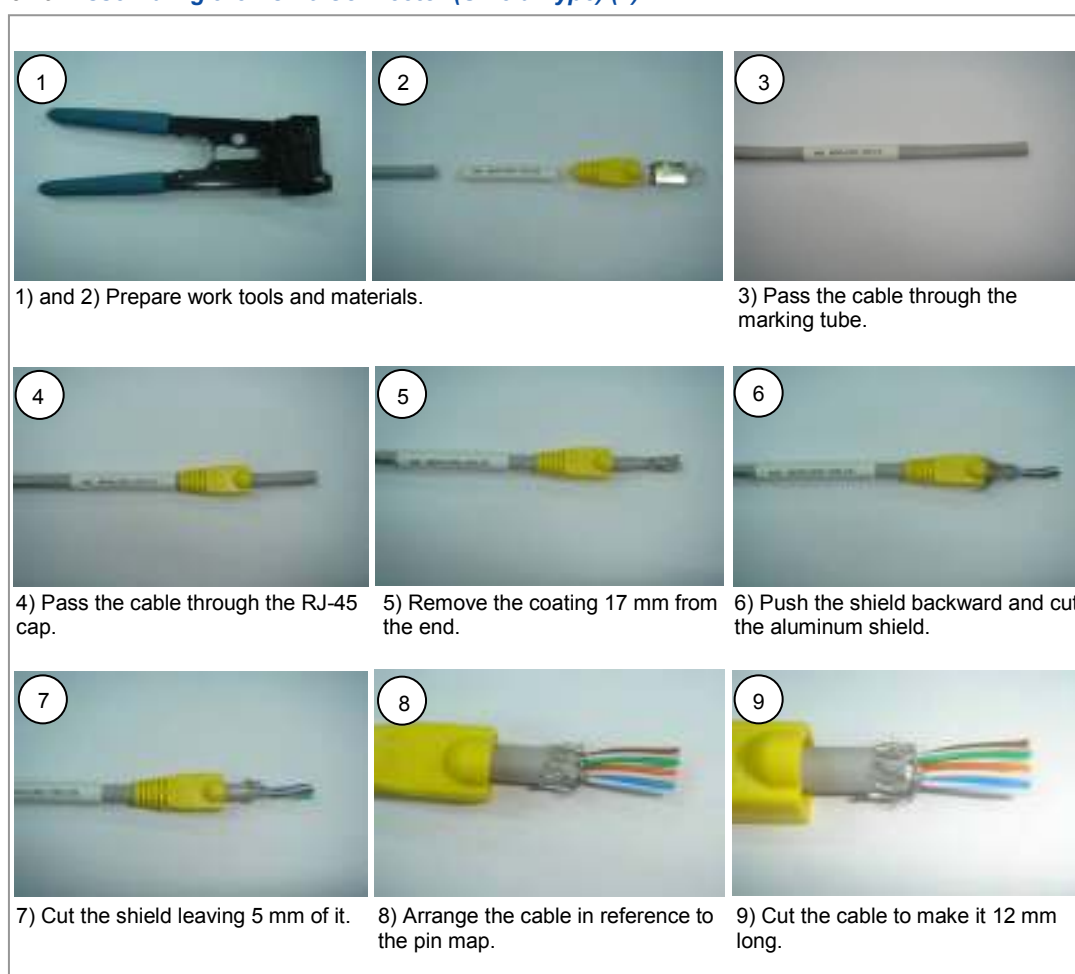 1
2
3
1) and 2) Prepare work tools and materials.
3) Pass the cable through the
marking tube.
4
5
6
4) Pass the cable through the RJ-45
cap.
5) Remove the coating 17 mm from
the end.
6) Push the shield backward and cut
the aluminum shield.
7
8
9
7) Cut the shield leaving 5 mm of it.
8) Arrange the cable in reference to
the pin map.
9) Cut the cable to make it 12 mm
long.